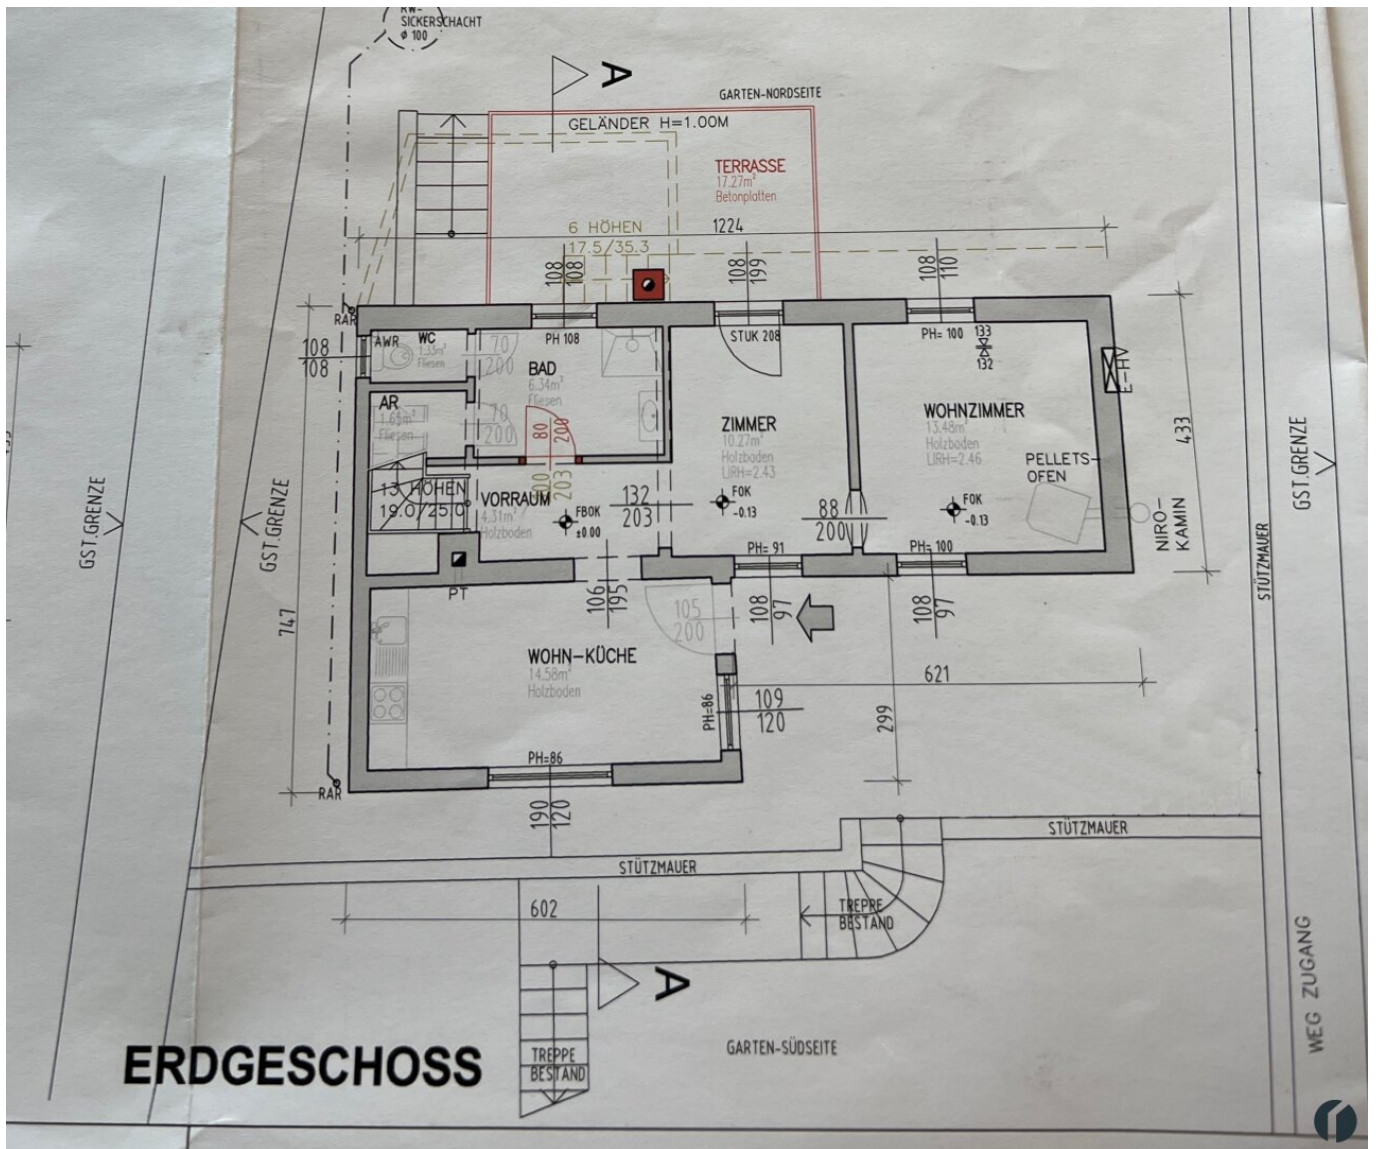 RW-
SICKERSCHACHT
ø 100
A
GARTEN-NORDSEITE
GELÄNDER H=1.00M
TERRASSE
17.27m²
Betonplatten
1224
6 HÖHEN
17.5/35.3
108
108
108
199
108
110
RAR
108
108
AWR
WC
1.33m²
Fliesen
70
200
PH 108
STUK 208
PH= 100
133
132
E-HV
BAD
6.34m²
Fliesen
AR
1.65m²
Fliesen
70
200
80
200
ZIMMER
10.27m²
Holzboden
LIRH=2.43
WOHNZIMMER
13.48m²
Holzboden
LIRH=2.46
PELLETS-
OFEN
433
GST.GRENZE
GST.GRENZE
GST.GRENZE
13 HÖHEN
19.0/25.0
VORRAUM
4.31m²
Holzboden
203
FBOK
±0.00
132
203
FOK
-0.13
88
200
FOK
-0.13
NIRO-
KAMIN
STÜTZMAUER
PH= 91
PH= 100
PT
106
195
105
200
108
97
108
97
747
WOHN-KÜCHE
14.58m²
Holzboden
621
PH=86
109
120
299
PH=86
RAR
190
120
STÜTZMAUER
STÜTZMAUER
602
TREPPE
BESTAND
A
WEG ZUGANG
ERDGESCHOSS
TREPPE
BESTAND
GARTEN-SÜDSEITE